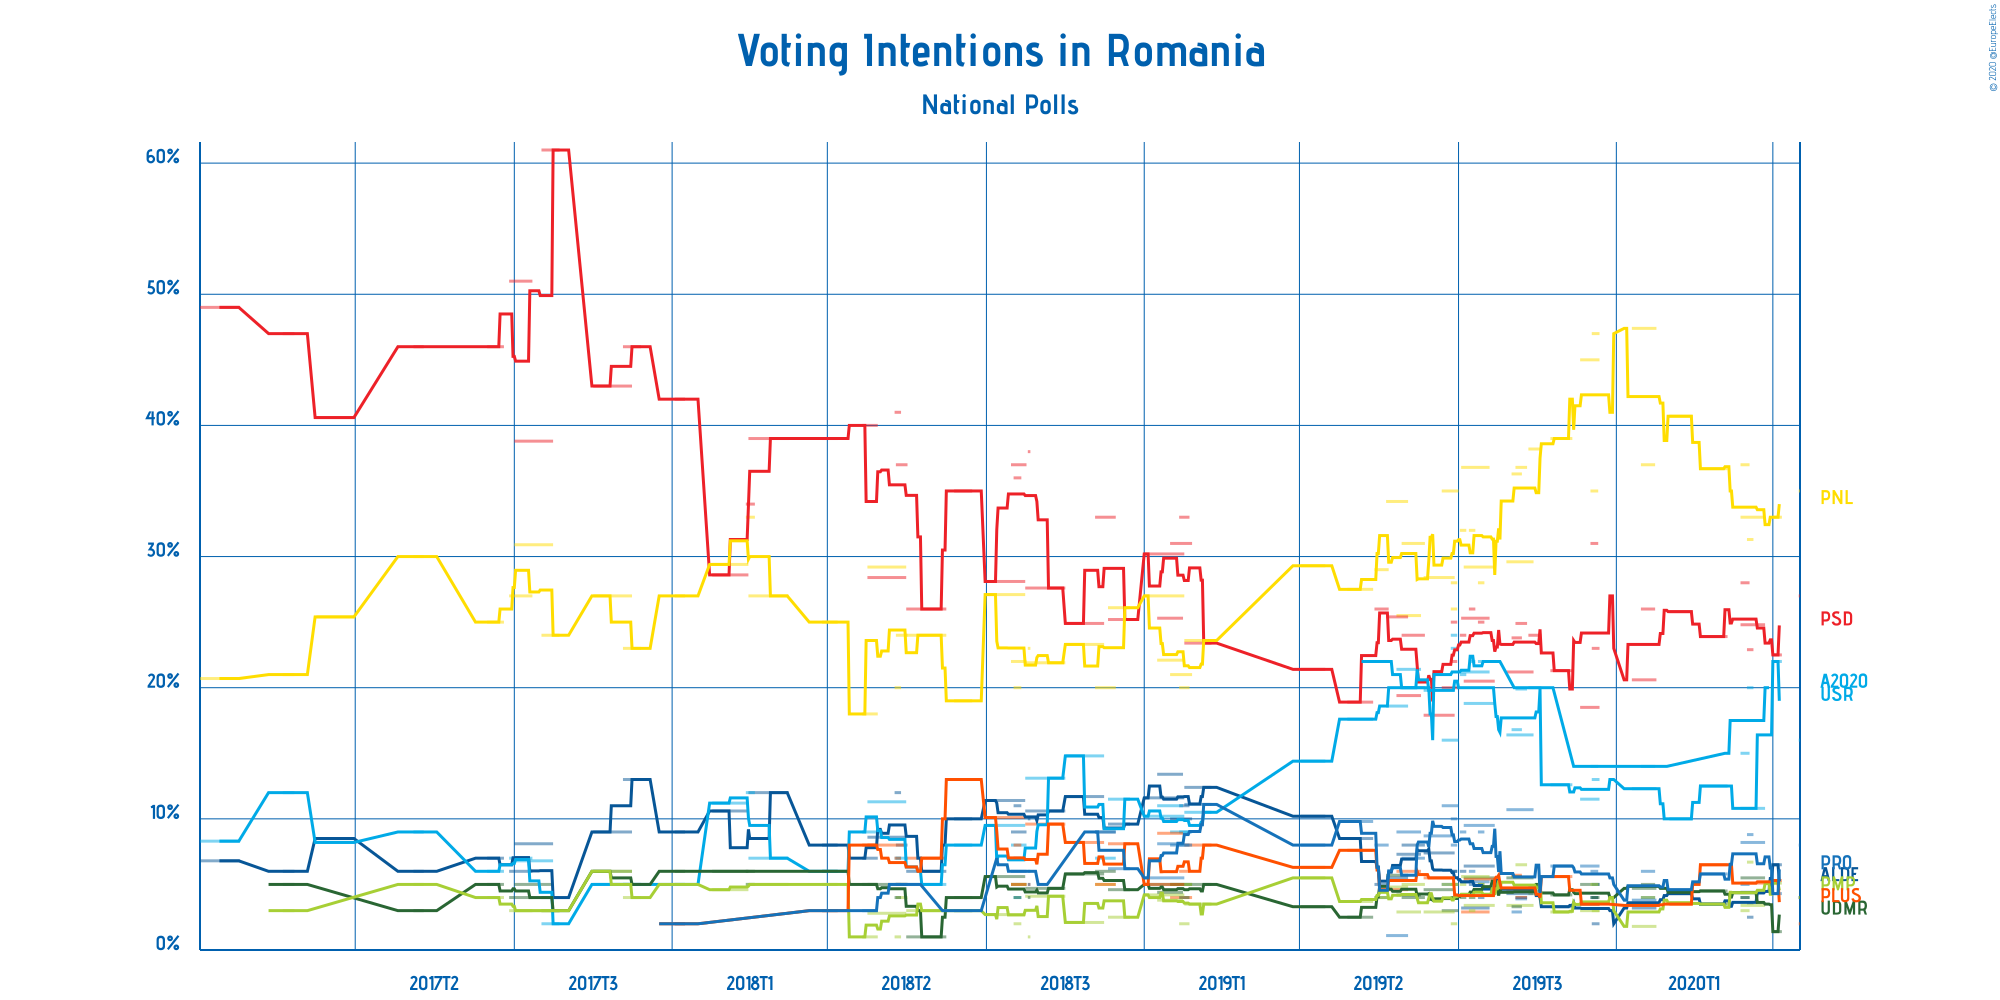 Voting Intentions in Romania
National Polls
© 2020 @EuropeElects
60%
50%
40%
30%
20%
10%
0%
PNL
PSD
A2020
USR
PRO
ALDE
PMP
PLUS
UDMR
2017T2
2017T3
2018T1
2018T2
2018T3
2019T1
2019T2
2019T3
2020T1